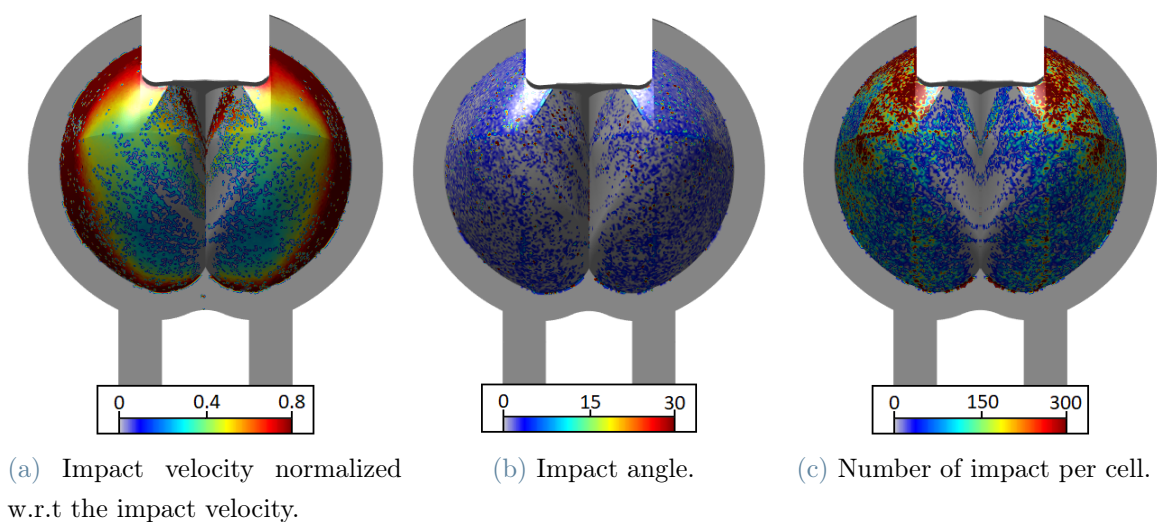 0 0.4 0.8
0 15 30
0 150 300
(a) Impact velocity normalized
w.r.t the impact velocity.
(b) Impact angle.
(c) Number of impact per cell.